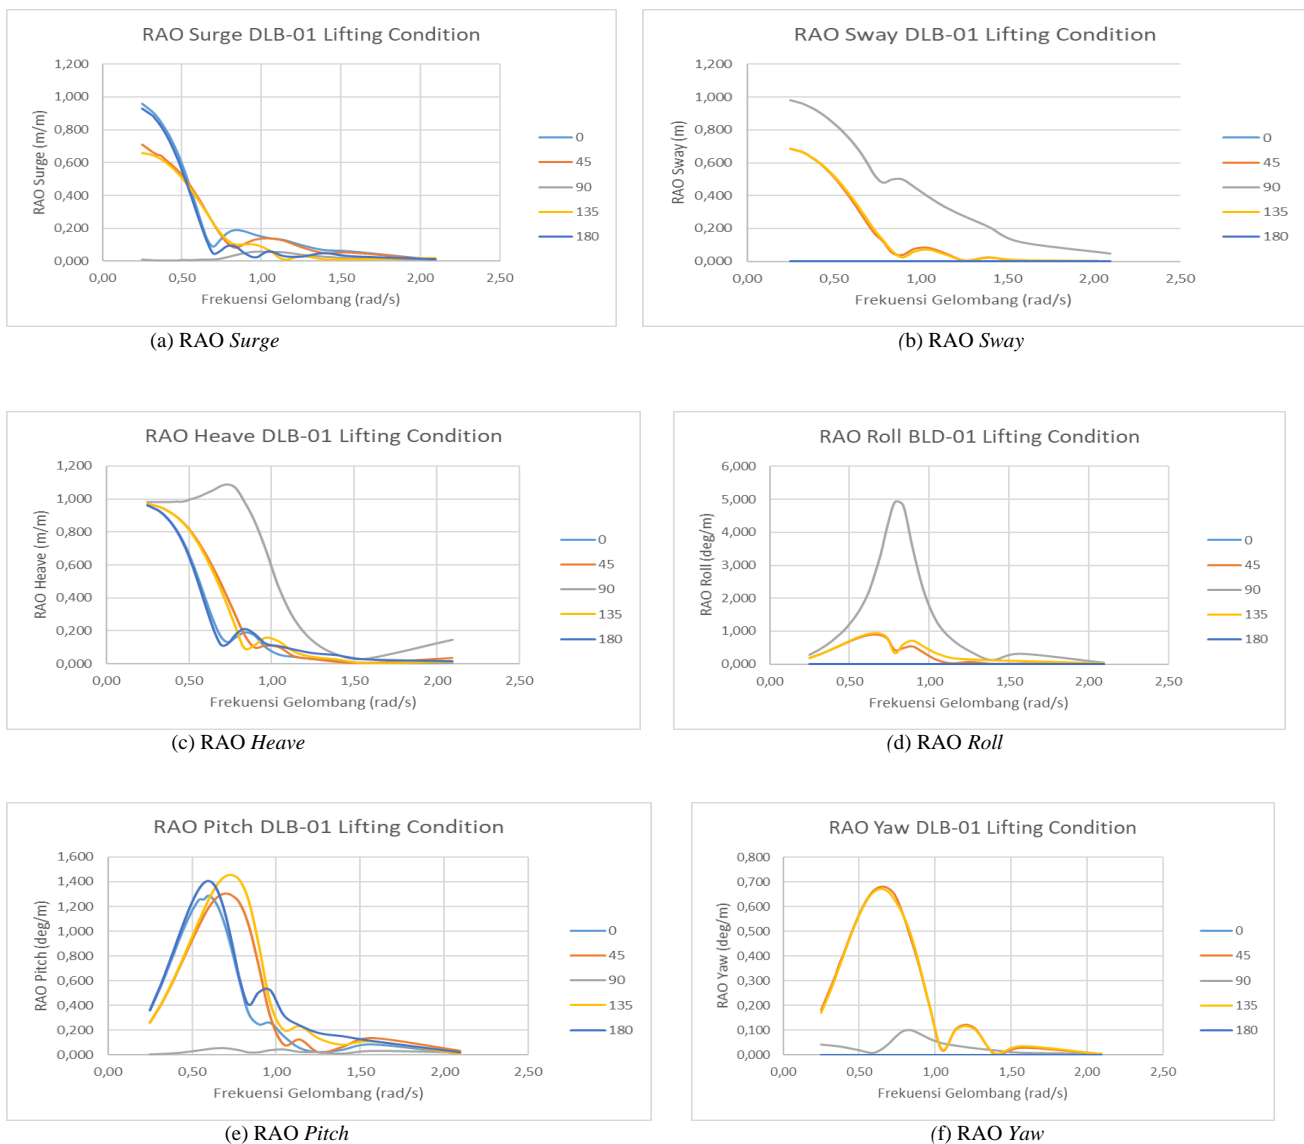 RAO Surge DLB-01 Lifting Condition
1,200
1,000
0,800
0,600
0,400
0,200
0,000
RAO Surge (m/m)
0,00 0,50 1,00 1,50 2,00 2,50
Frekuensi Gelombang (rad/s)
0
45
90
135
180
(a) RAO Surge
RAO Sway DLB-01 Lifting Condition
1,200
1,000
0,800
0,600
0,400
0,200
0,000
RAO Sway (m)
0,00 0,50 1,00 1,50 2,00 2,50
Frekuensi Gelombang (rad/s)
0
45
90
135
180
(b) RAO Sway
RAO Heave DLB-01 Lifting Condition
1,200
1,000
0,800
0,600
0,400
0,200
0,000
RAO Heave (m/m)
0,00 0,50 1,00 1,50 2,00 2,50
Frekuensi Gelombang (rad/s)
0
45
90
135
180
(c) RAO Heave
RAO Roll BLD-01 Lifting Condition
6,000
5,000
4,000
3,000
2,000
1,000
0,000
RAO Roll (deg/m)
0,00 0,50 1,00 1,50 2,00 2,50
Frekuensi Gelombang (rad/s)
0
45
90
135
180
(d) RAO Roll
RAO Pitch DLB-01 Lifting Condition
1,600
1,400
1,200
1,000
0,800
0,600
0,400
0,200
0,000
RAO Pitch (deg/m)
0,00 0,50 1,00 1,50 2,00 2,50
Frekuensi Gelombang (rad/s)
0
45
90
135
180
(e) RAO Pitch
RAO Yaw DLB-01 Lifting Condition
0,800
0,700
0,600
0,500
0,400
0,300
0,200
0,100
0,000
RAO Yaw (deg/m)
0,00 0,50 1,00 1,50 2,00 2,50
Frekuensi Gelombang (rad/s)
0
45
90
135
180
(f) RAO Yaw